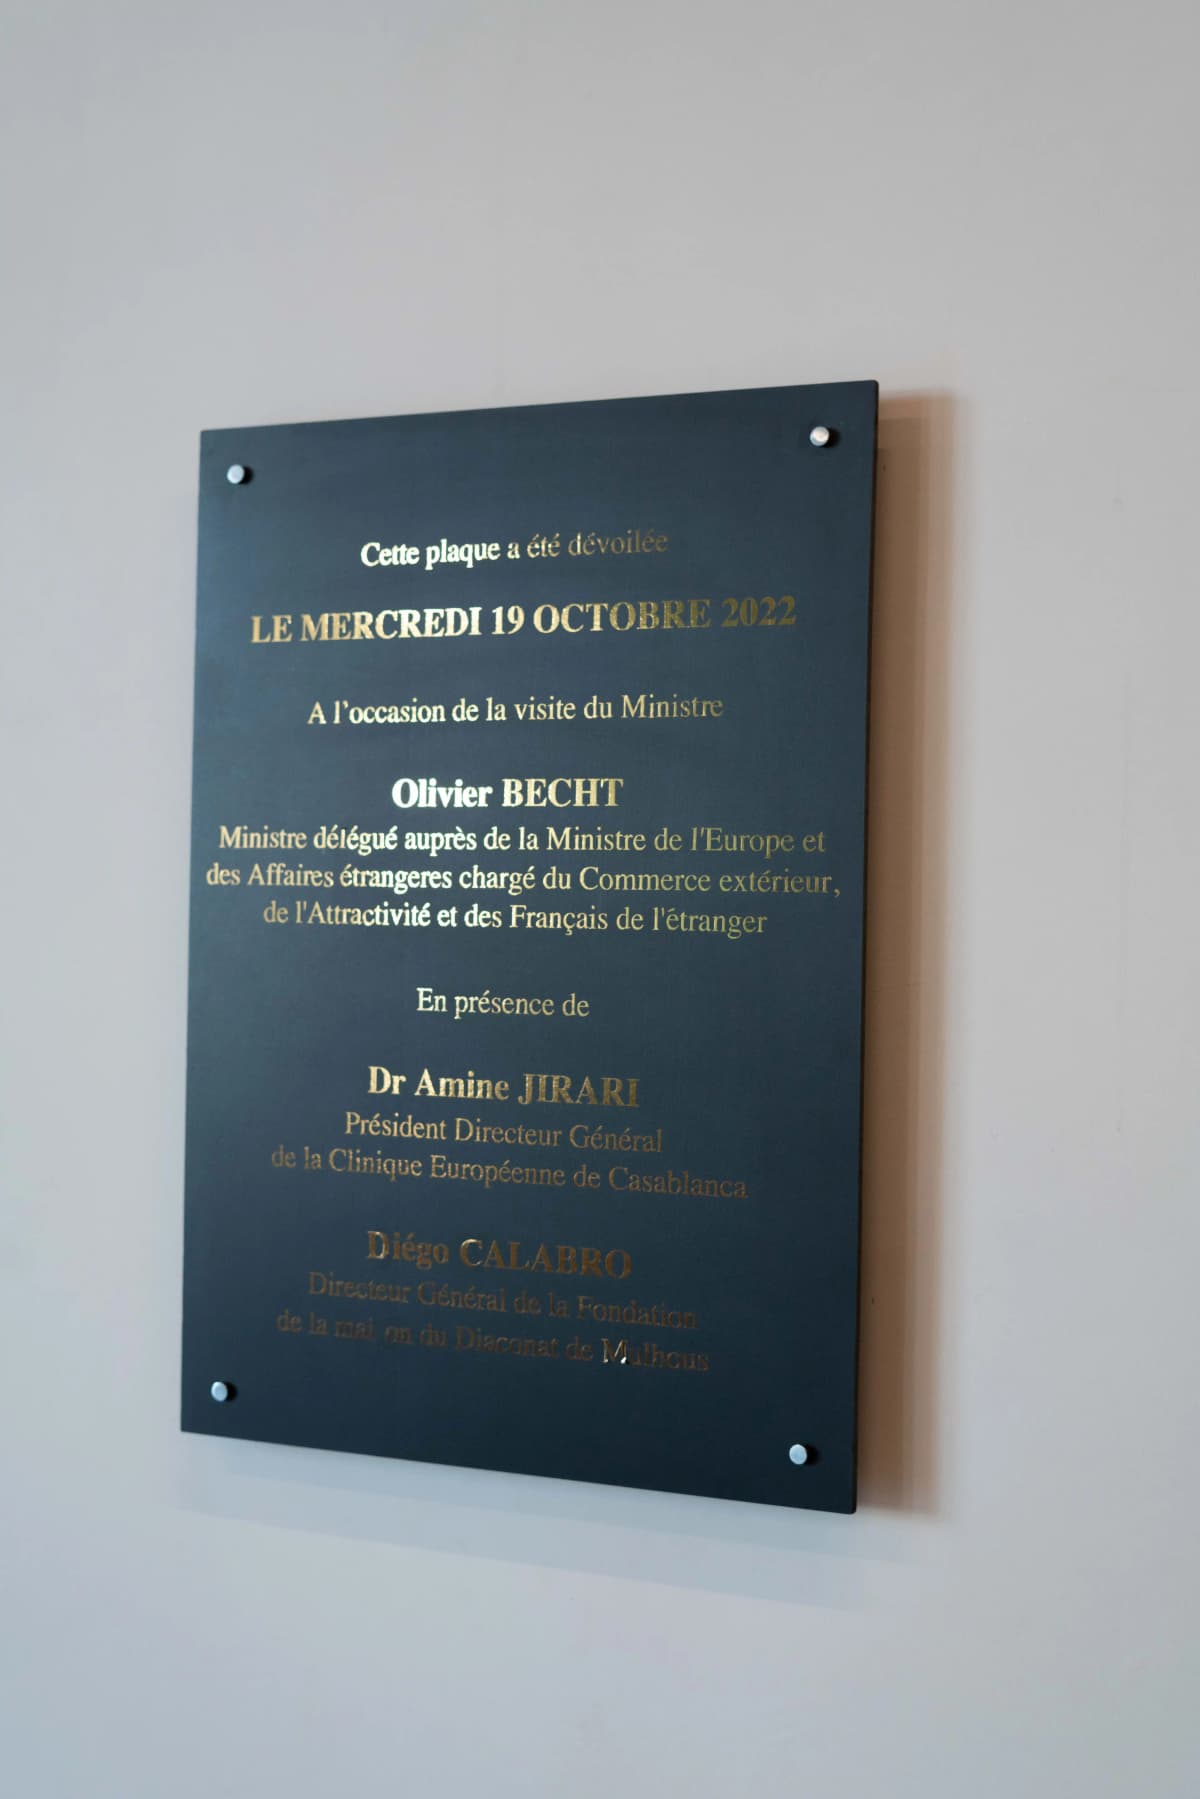 Cette plaque a été dévoilée
LE MERCREDI 19 OCTOBRE 2022
A l'occasion de la visite du Ministre
Olivier BECHT
Ministre délégué auprès de la Ministre de l'Europe et
des Affaires étrangeres chargé du Commerce extérieur,
de l'Attractivité et des Français de l'étranger
En présence de
Dr Amine JIRARI
Président Directeur Général
de la Clinique Européenne de Casablanca
Diégo CALABRO
Directeur Général de la Fondation
de la mai on du Diaconat de Mulhous